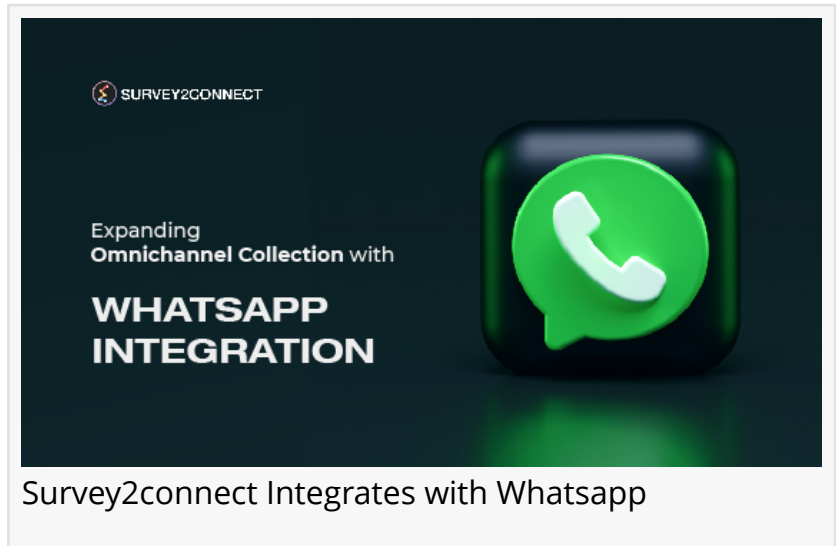 SURVEY2CONNECT
Expanding
Omnichannel Collection with
WHATSAPP
INTEGRATION
Survey2connect Integrates with Whatsapp